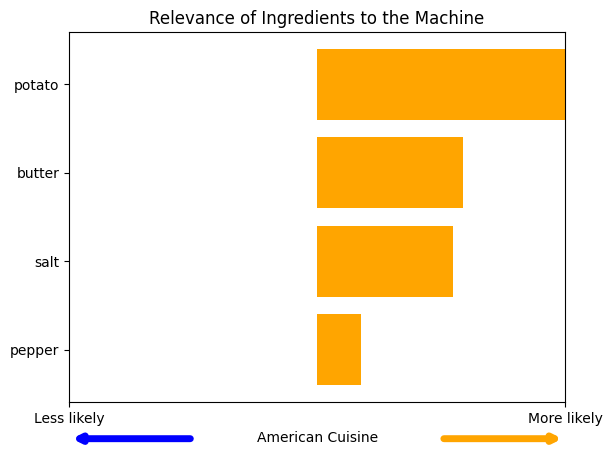 Relevance of Ingredients to the Machine
potato
butter
salt
pepper
Less likely More likely
American Cuisine